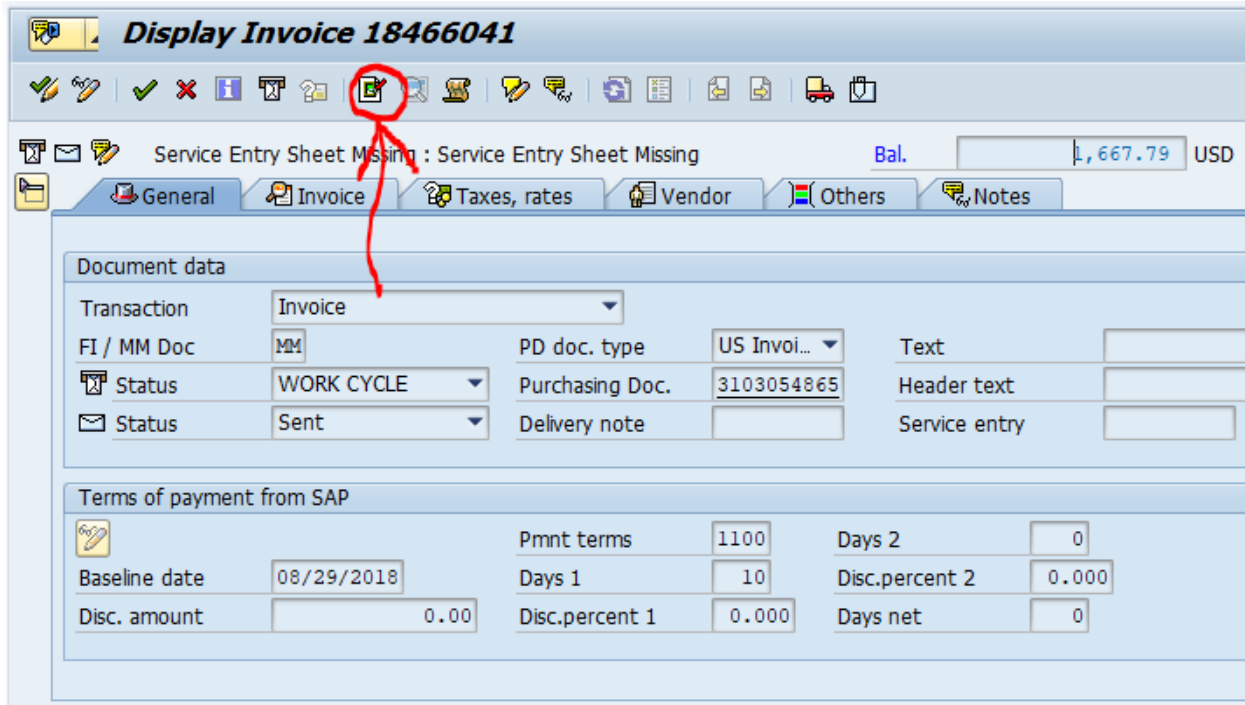 Display Invoice 18466041
Service Entry Sheet Missing : Service Entry Sheet Missing Bal. 1,667.79 USD
General Invoice Taxes, rates Vendor Others Notes
Document data
Transaction Invoice
FI / MM Doc MM PD doc. type US Invoi... Text
Status WORK CYCLE Purchasing Doc. 3103054865 Header text
Status Sent Delivery note Service entry
Terms of payment from SAP
Pmnt terms 1100 Days 2 0
Baseline date 08/29/2018 Days 1 10 Disc.percent 2 0.000
Disc. amount 0.00 Disc.percent 1 0.000 Days net 0